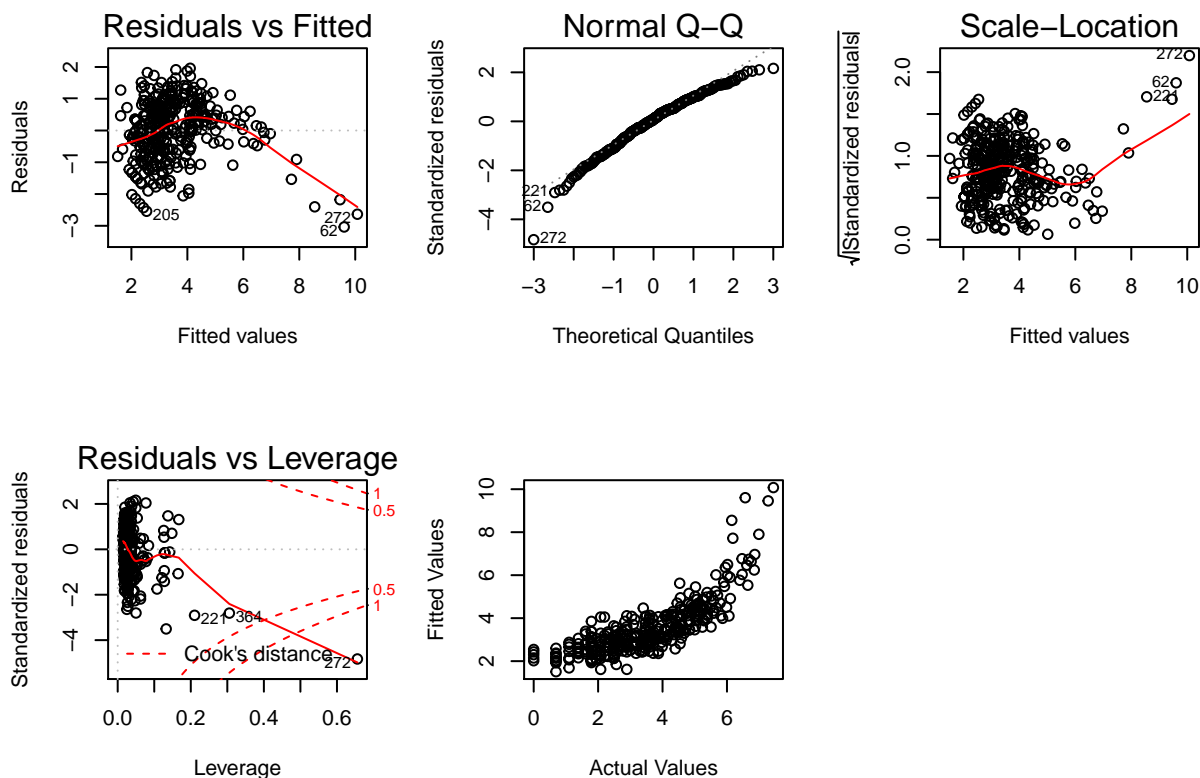 Residuals vs Fitted
Residuals
2
1
-1
-3
205
272
62
2 4 6 8 10
Fitted values
Normal Q−Q
Standardized residuals
2
0
−2
−4
221
62
272
−3 −2 −1 0 1 2 3
Theoretical Quantiles
Scale−Location
√|Standardized residuals|
2.0
1.0
0.0
272
62
221
2 4 6 8 10
Fitted values
Residuals vs Leverage
Standardized residuals
2
0
−2
−4
1
0.5
0.5
1
221
364
272
Cook's distance
0.0 0.2 0.4 0.6
Leverage
Fitted Values
10
8
6
4
2
0 2 4 6
Actual Values